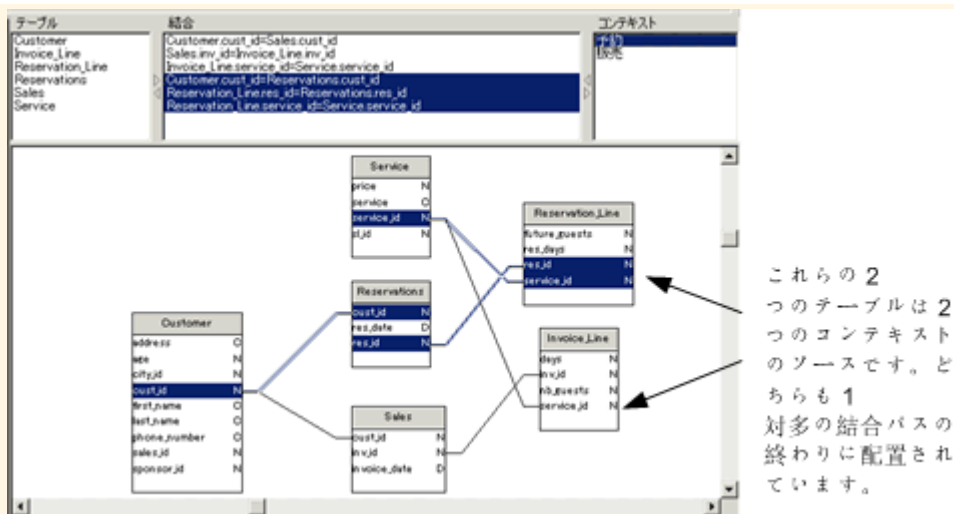 テーブル
結合
コンテキスト
Customer
Invoice_Line
Reservation_Line
Reservations
Sales
Service
Customer.cust_id=Sales.cust_id
Sales.inv_id=Invoice_Line.inv_id
Invoice_Line.service_id=Service.service_id
Customer.cust_id=Reservations.cust_id
Reservation_Line.res_id=Reservations.res_id
Reservation_Line.service_id=Service.service_id
予約
販売
Service
price N
service C
service_id N
sl_id N
Reservation_Line
future_guests N
res_days N
res_id N
service_id N
Reservations
cust_id N
res_date D
res_id N
Customer
address C
age N
city_id N
cust_id N
first_name C
last_name C
phone_number C
sales_id N
sponsor_id N
Invoice_Line
days N
inv_id N
nb_guests N
service_id N
Sales
cust_id N
inv_id N
invoice_date D
これらの 2
つのテーブルは 2
つのコンテキスト
のソースです。ど
ちらも 1
対多の結合パスの
終わりに配置され
ています。